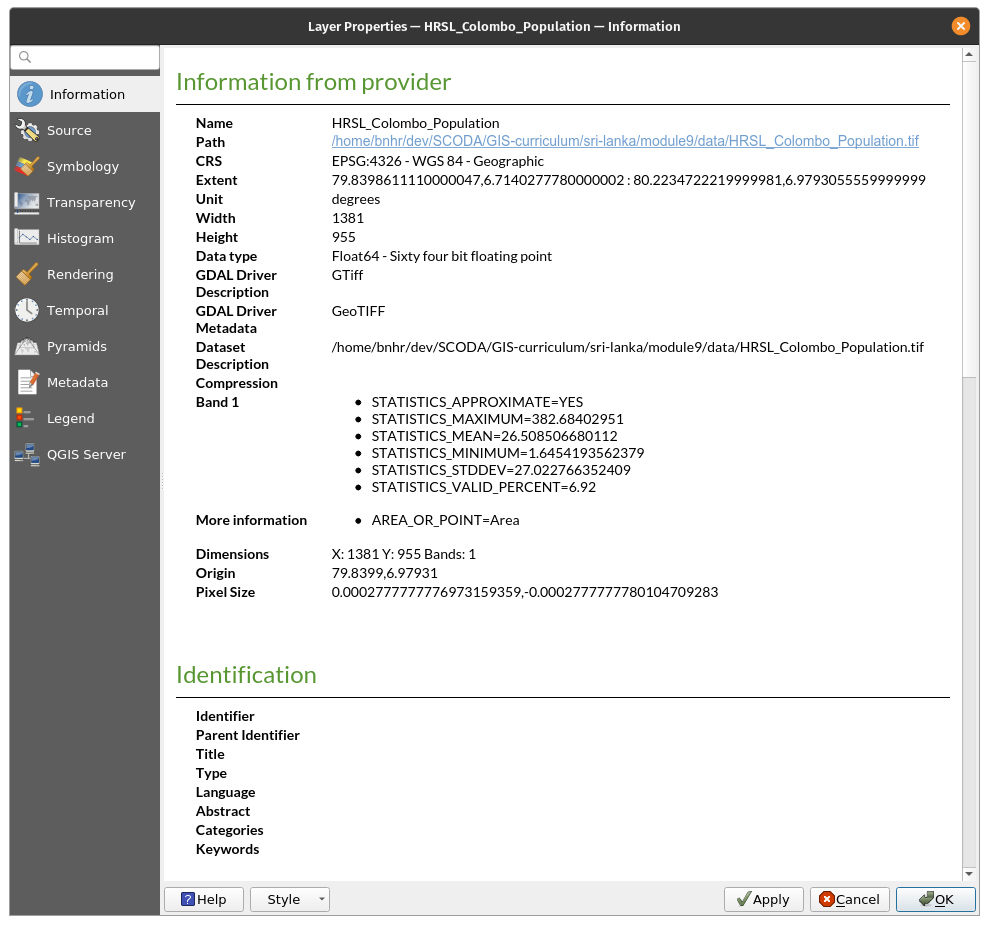 Layer Properties — HRSL_Colombo_Population — Information
Information
Source
Symbology
Transparency
Histogram
Rendering
Temporal
Pyramids
Metadata
Legend
QGIS Server
Information from provider
Name HRSL_Colombo_Population
Path /home/bnhr/dev/SCODA/GIS-curriculum/sri-lanka/module9/data/HRSL_Colombo_Population.tif
CRS EPSG:4326 - WGS 84 - Geographic
Extent 79.8398611110000047,6.7140277780000002 : 80.2234722219999981,6.9793055559999999
Unit degrees
Width 1381
Height 955
Data type Float64 - Sixty four bit floating point
GDAL Driver GTiff
Description
GDAL Driver GeoTIFF
Metadata
Dataset /home/bnhr/dev/SCODA/GIS-curriculum/sri-lanka/module9/data/HRSL_Colombo_Population.tif
Description
Compression
Band 1 • STATISTICS_APPROXIMATE=YES
• STATISTICS_MAXIMUM=382.68402951
• STATISTICS_MEAN=26.508506680112
• STATISTICS_MINIMUM=1.6454193562379
• STATISTICS_STDDEV=27.022766352409
• STATISTICS_VALID_PERCENT=6.92
More information • AREA_OR_POINT=Area
Dimensions X: 1381 Y: 955 Bands: 1
Origin 79.8399,6.97931
Pixel Size 0.0002777777776973159359,-0.0002777777780104709283
Identification
Identifier
Parent Identifier
Title
Type
Language
Abstract
Categories
Keywords
Help Style Apply Cancel OK